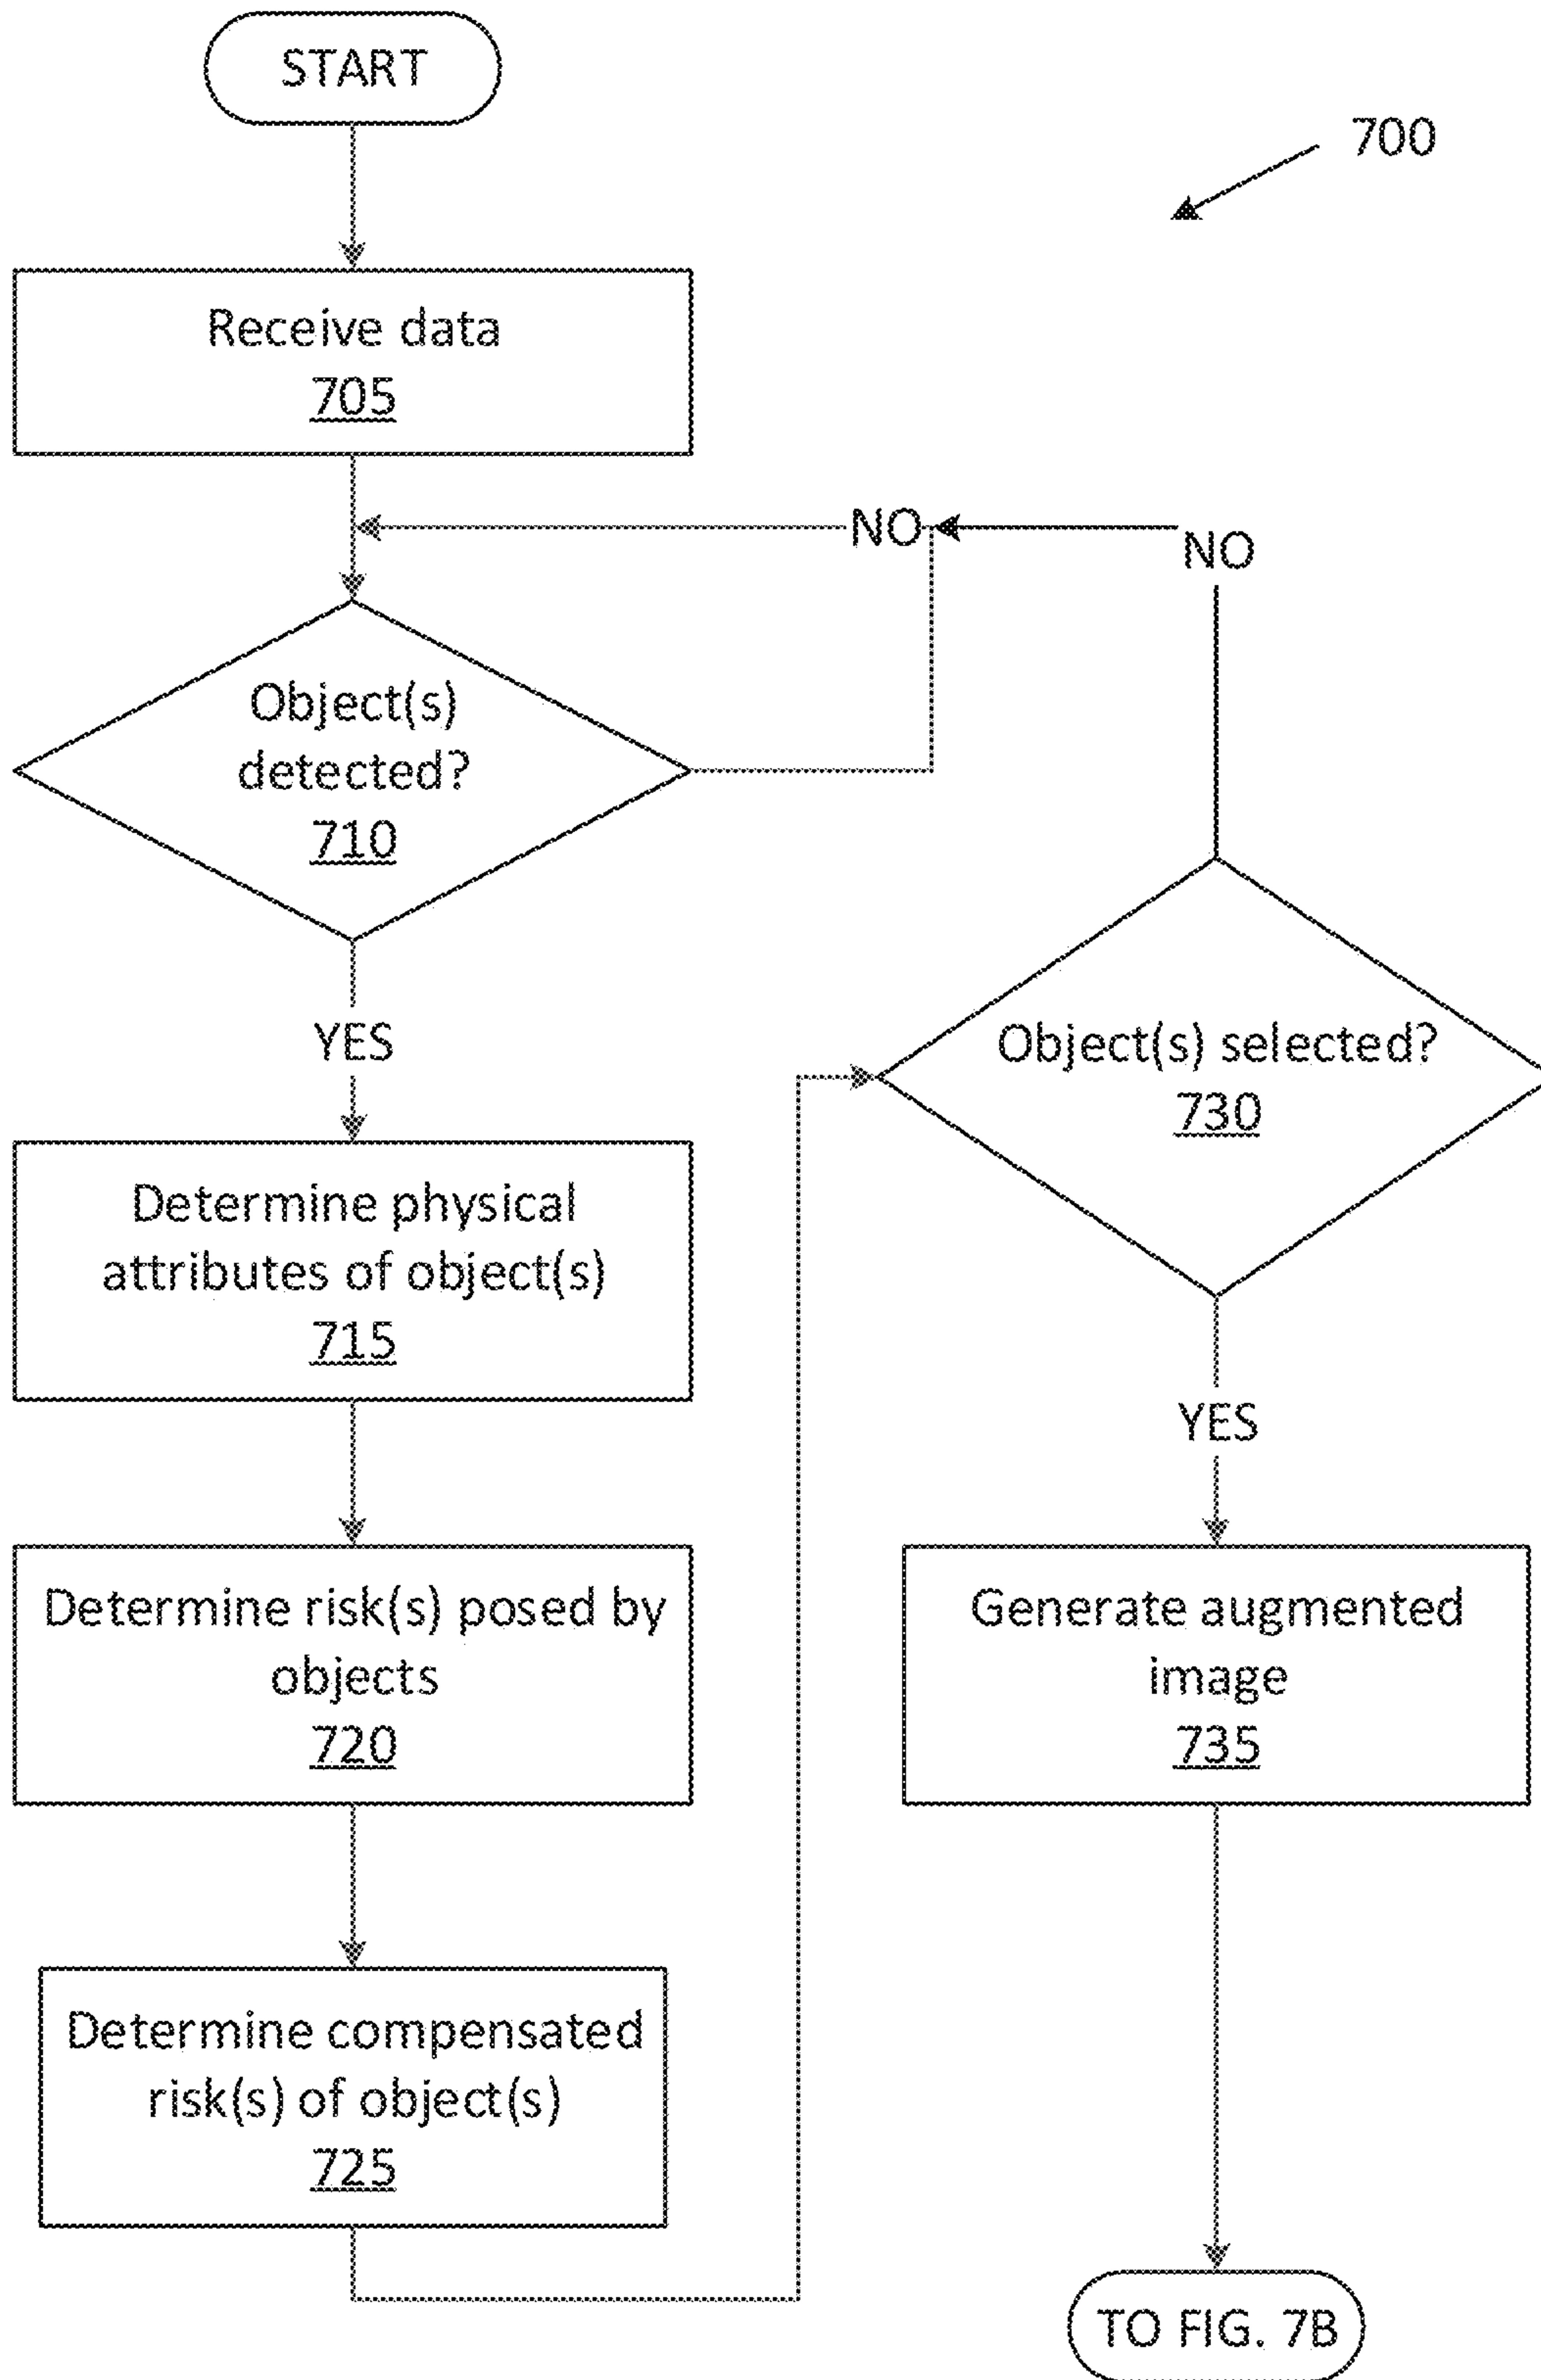 START
700
Receive data
705
NO
NO
Object(s)
detected?
710
YES
Determine physical
attributes of object(s)
715
Determine risk(s) posed by
objects
720
Determine compensated
risk(s) of object(s)
725
Object(s) selected?
730
YES
Generate augmented
image
735
TO FIG. 7B